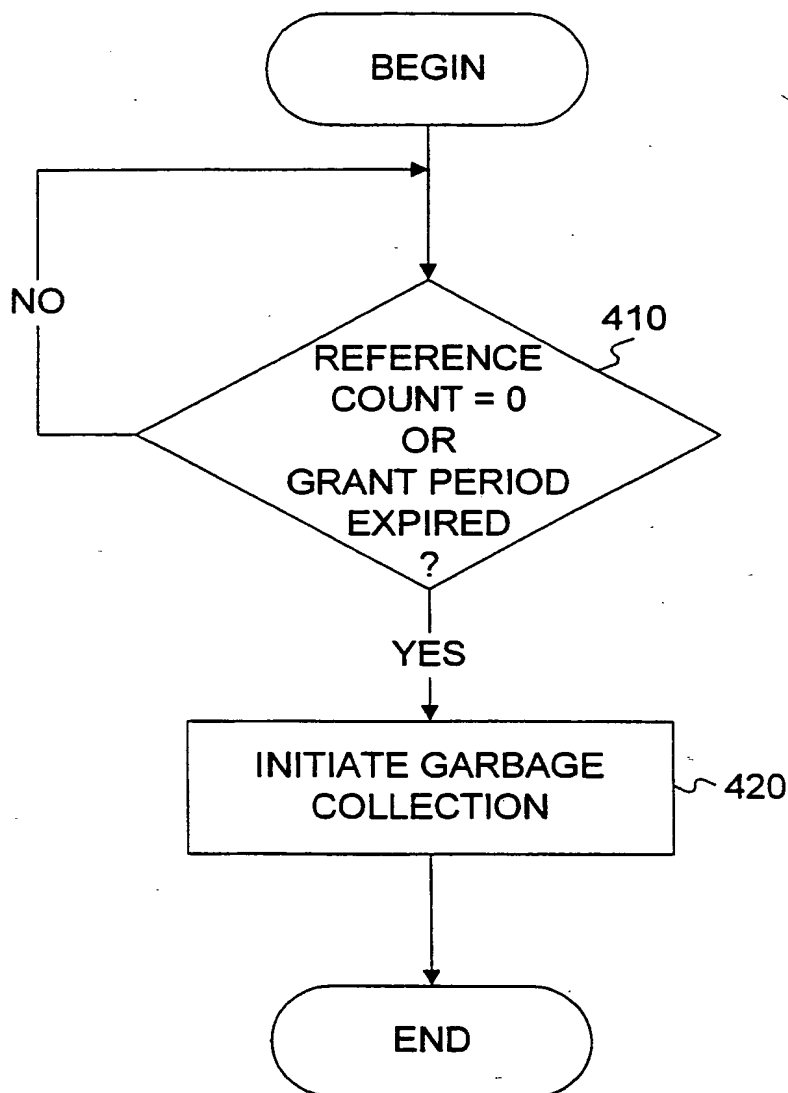 BEGIN
NO
410
REFERENCE
COUNT = 0
OR
GRANT PERIOD
EXPIRED
?
YES
INITIATE GARBAGE
COLLECTION
420
END